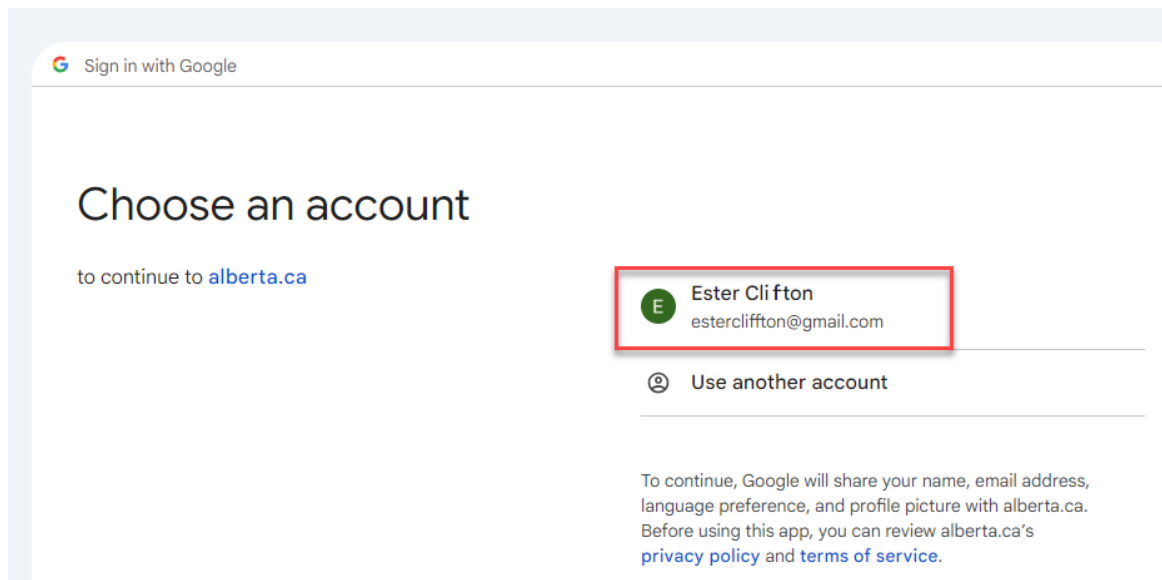 Sign in with Google
Choose an account
to continue to alberta.ca
E
Ester Clifton
estercliffton@gmail.com
Use another account
To continue, Google will share your name, email address,
language preference, and profile picture with alberta.ca.
Before using this app, you can review alberta.ca's
privacy policy and terms of service.